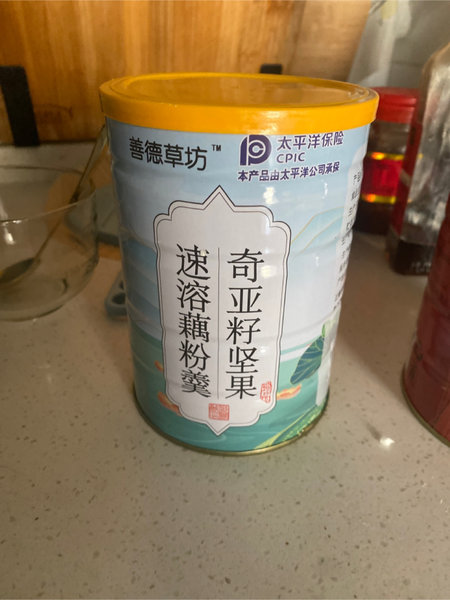 善德草坊™
太平洋保险
CPIC
本产品由太平洋公司承保
奇亚籽坚果
速溶藕粉羹